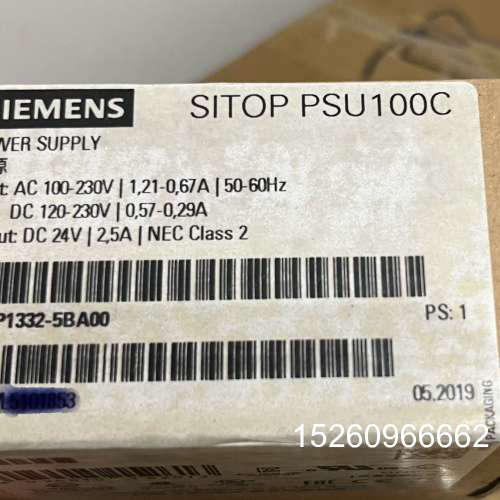 SIEMENS SITOP PSU100C
WER SUPPLY
源
t: AC 100-230V | 1,21-0,67A | 50-60Hz
DC 120-230V | 0,57-0,29A
ut: DC 24V | 2,5A | NEC Class 2
P1332-5BA00
PS: 1
05.2019
PACKAGING
15260966662